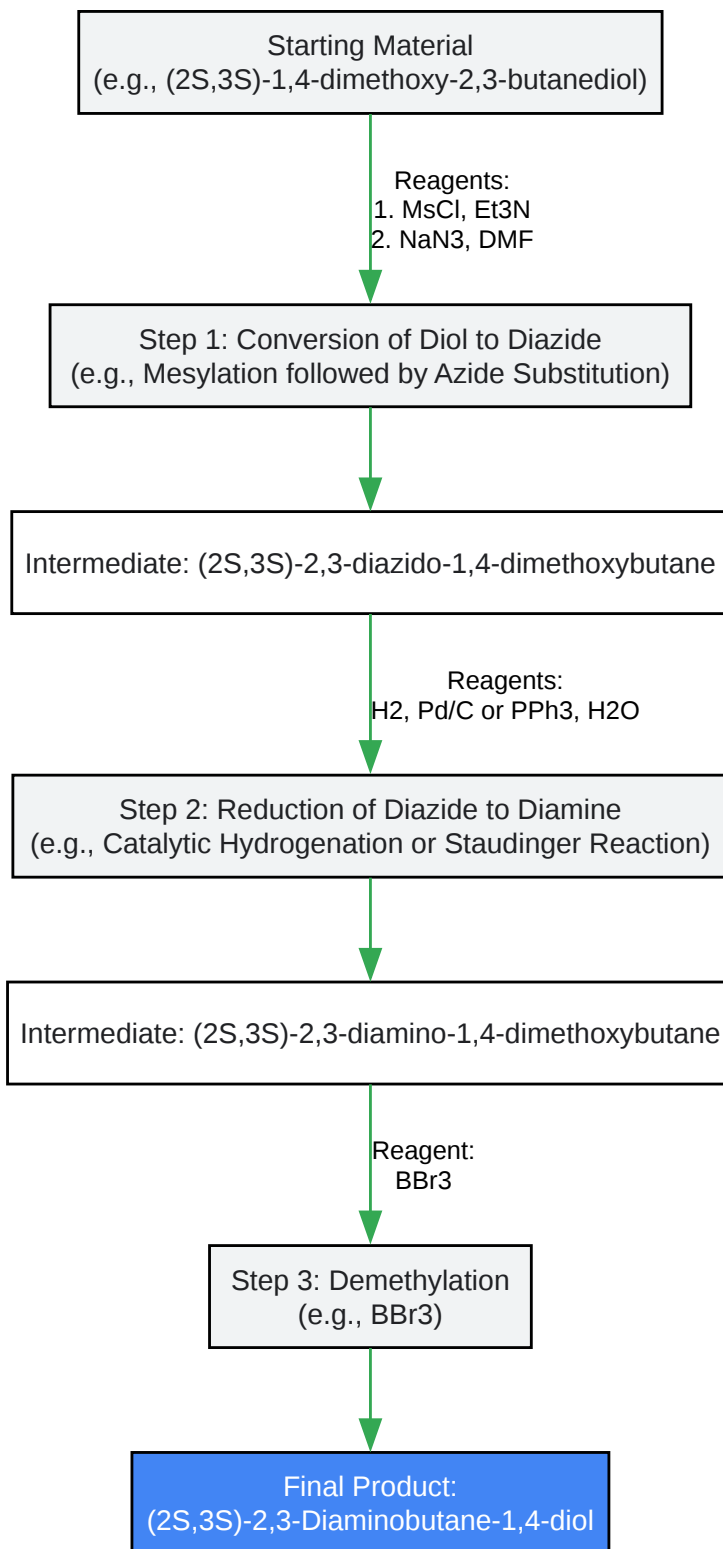 Starting Material
(e.g., (2S,3S)-1,4-dimethoxy-2,3-butanediol)
Reagents:
1. MsCl, Et3N
2. NaN3, DMF
Step 1: Conversion of Diol to Diazide
(e.g., Mesylation followed by Azide Substitution)
Intermediate: (2S,3S)-2,3-diazido-1,4-dimethoxybutane
Reagents:
H2, Pd/C or PPh3, H2O
Step 2: Reduction of Diazide to Diamine
(e.g., Catalytic Hydrogenation or Staudinger Reaction)
Intermediate: (2S,3S)-2,3-diamino-1,4-dimethoxybutane
Reagent:
BBr3
Step 3: Demethylation
(e.g., BBr3)
Final Product:
(2S,3S)-2,3-Diaminobutane-1,4-diol